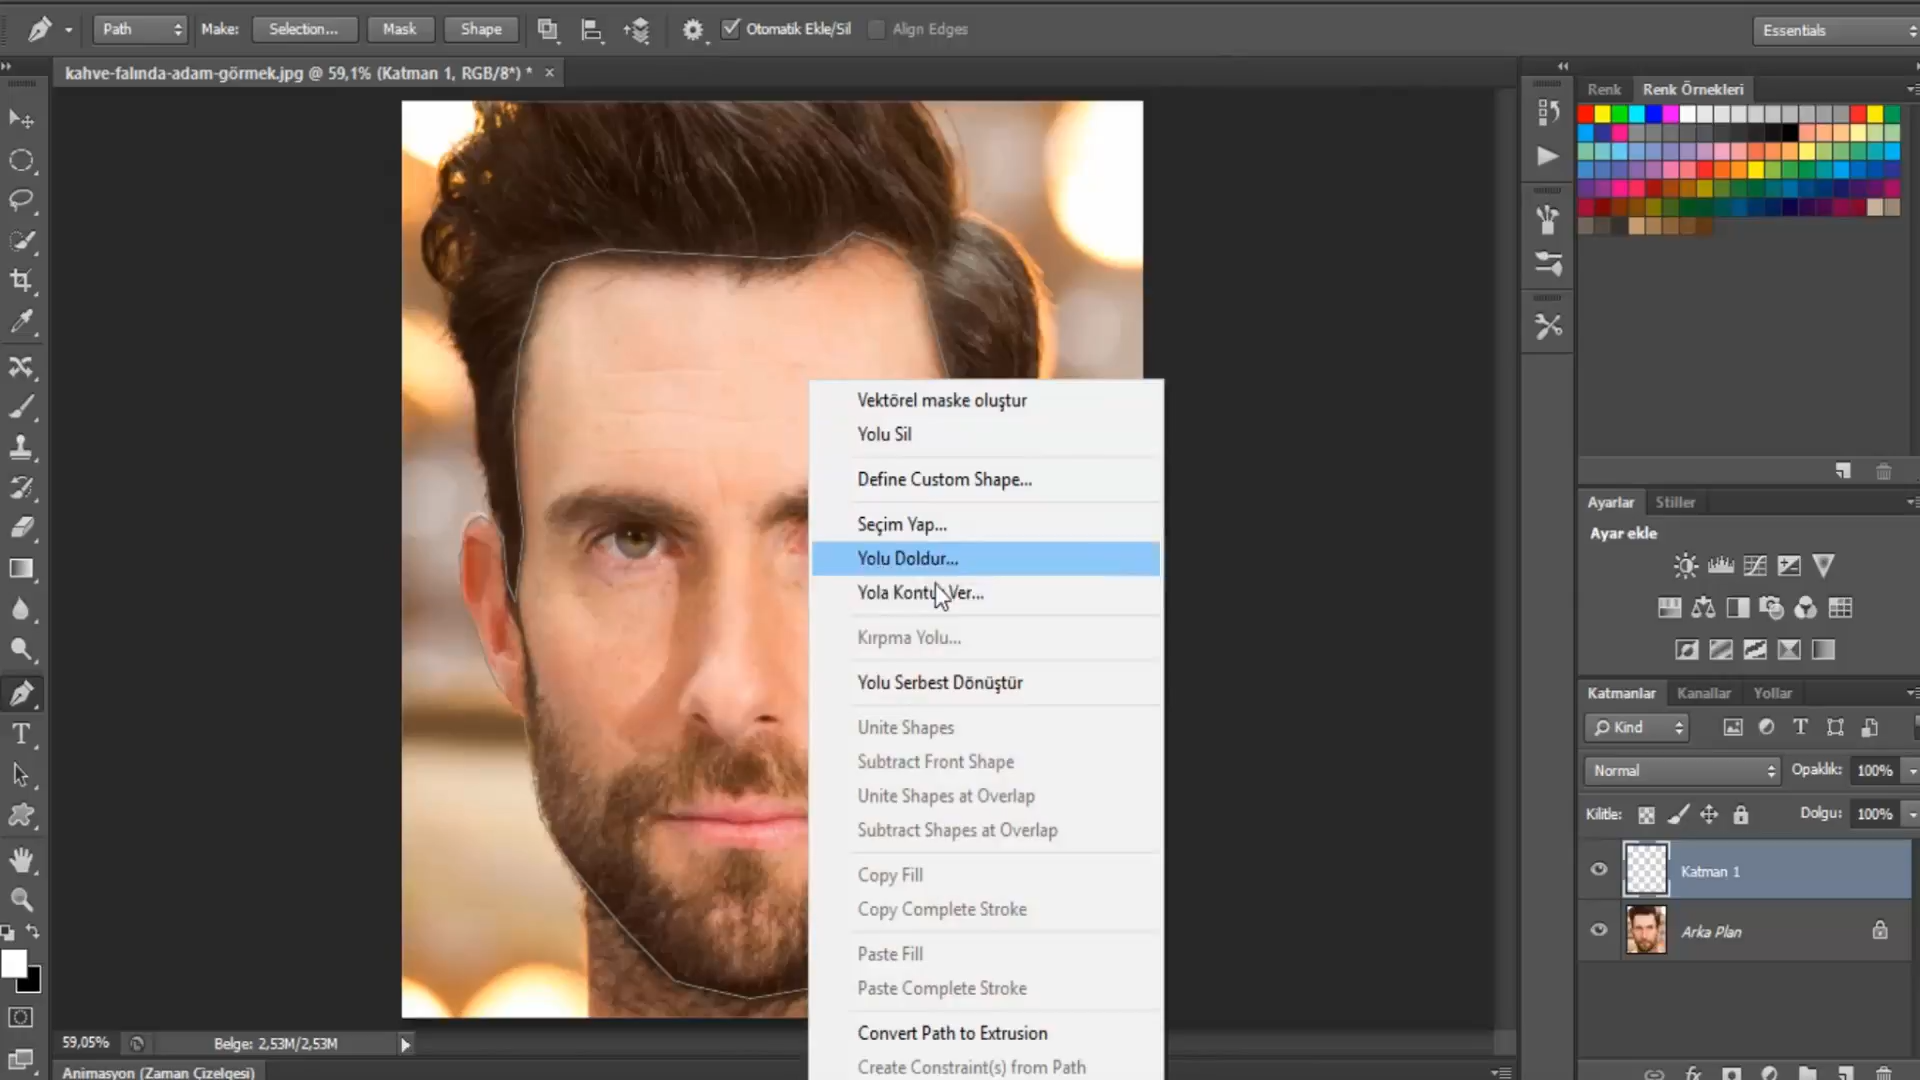 Path
Make:
Selection...
Mask
Shape
Otomatik Ekle/Sil
Align Edges
Essentials
kahve-falında-adam-görmek.jpg @ 59,1% (Katman 1, RGB/8*) *
Renk
Renk Örnekleri
Vektörel maske oluştur
Yolu Sil
Define Custom Shape...
Seçim Yap...
Yolu Doldur...
Yola Kontur Ver...
Kırpma Yolu...
Yolu Serbest Dönüştür
Unite Shapes
Subtract Front Shape
Unite Shapes at Overlap
Subtract Shapes at Overlap
Copy Fill
Copy Complete Stroke
Paste Fill
Paste Complete Stroke
Convert Path to Extrusion
Create Constraint(s) from Path
Ayarlar
Stiller
Ayar ekle
Katmanlar
Kanallar
Yollar
Kind
Normal
Opaklık:
100%
Kilitle:
Dolgu:
100%
Katman 1
Arka Plan
59,05%
Belge: 2,53M/2,53M
Animasyon (Zaman Çizelgesi)